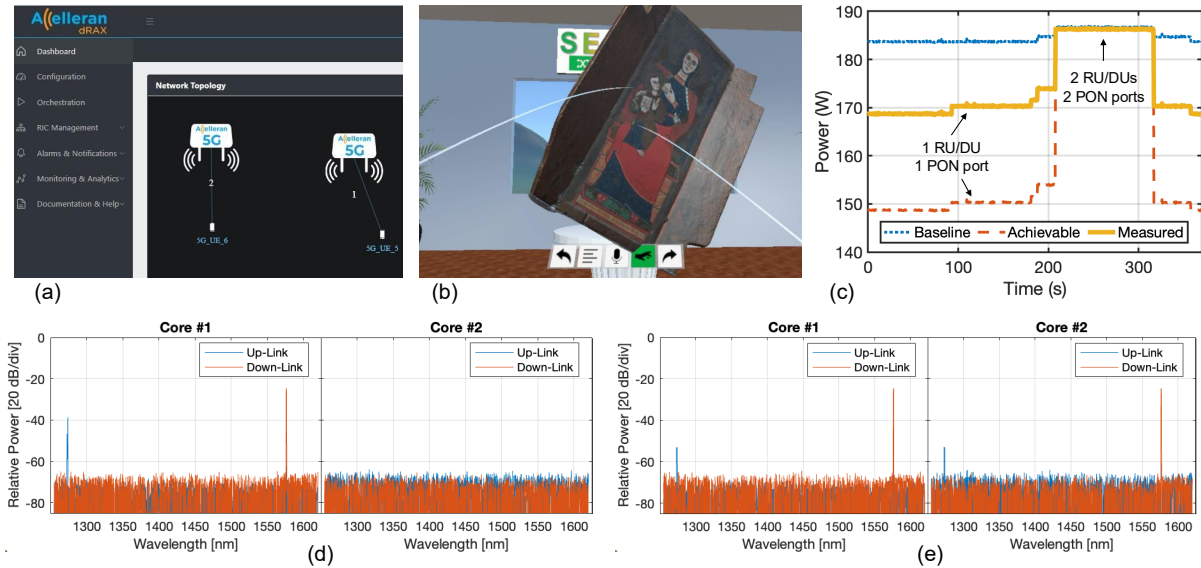 Accelleran
dRAX
Dashboard
Configuration
Orchestration
RIC Management
Alarms & Notifications
Monitoring & Analytics
Documentation & Help
Network Topology
Accelleran
5G
2
5G_UE_6
Accelleran
5G
1
5G_UE_5
(a)
SE
(b)
(c)
190
180
170
160
150
140
Power (W)
2 RU/DUs
2 PON ports
1 RU/DU
1 PON port
Baseline
Achievable
Measured
0
100
200
300
Time (s)
Core #1
Core #2
Up-Link
Down-Link
Up-Link
Down-Link
0
-20
-40
-60
-80
Relative Power [20 dB/div]
1300 1350 1400 1450 1500 1550 1600
1300 1350 1400 1450 1500 1550 1600
Wavelength [nm]
Wavelength [nm]
(d)
Core #1
Core #2
Up-Link
Down-Link
Up-Link
Down-Link
0
-20
-40
-60
-80
Relative Power [20 dB/div]
1300 1350 1400 1450 1500 1550 1600
1300 1350 1400 1450 1500 1550 1600
Wavelength [nm]
Wavelength [nm]
(e)